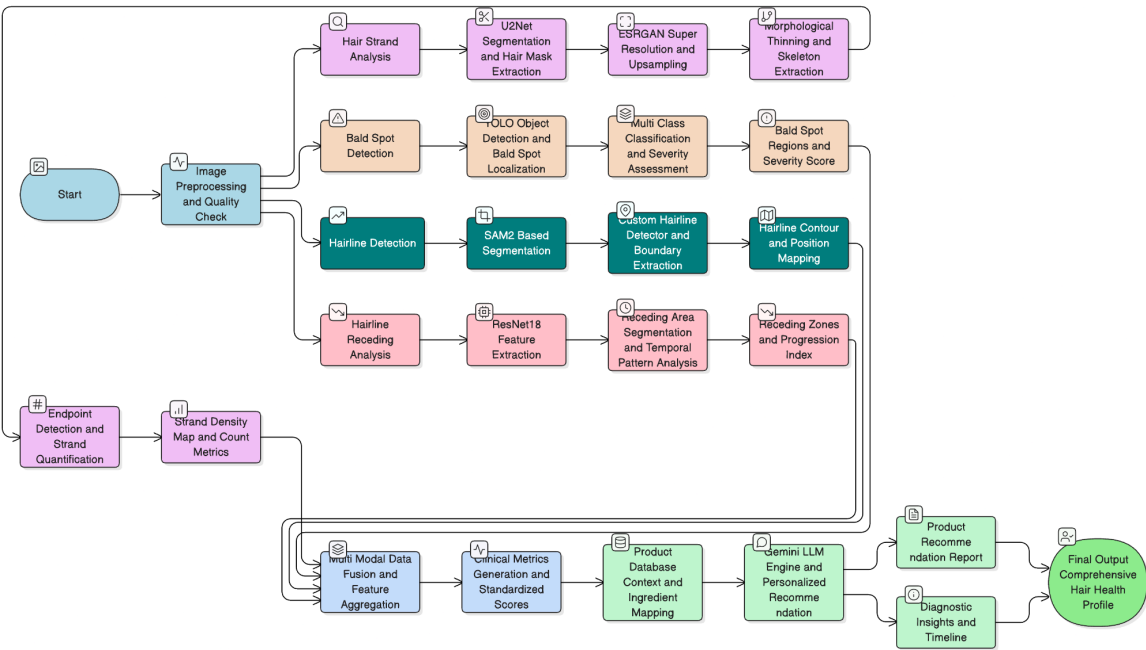 Hair Strand
Analysis
U2Net
Segmentation
and Hair Mask
Extraction
ESRGAN Super
Resolution and
Upsampling
Morphological
Thinning and
Skeleton
Extraction
Bald Spot
Detection
YOLO Object
Detection and
Bald Spot
Localization
Multi Class
Classification
and Severity
Assessment
Bald Spot
Regions and
Severity Score
Start
Image
Preprocessing
and Quality
Check
Hairline Detection
SAM2 Based
Segmentation
Custom Hairline
Detector and
Boundary
Extraction
Hairline Contour
and Position
Mapping
Hairline
Receding
Analysis
ResNet18
Feature
Extraction
Receding Area
Segmentation
and Temporal
Pattern Analysis
Receding Zones
and Progression
Index
Endpoint
Detection and
Strand
Quantification
Strand Density
Map and Count
Metrics
Multi Modal Data
Fusion and
Feature
Aggregation
Clinical Metrics
Generation and
Standardized
Scores
Product
Database
Context and
Ingredient
Mapping
Gemini LLM
Engine and
Personalized
Recomme
ndation
Product
Recomme
ndation Report
Diagnostic
Insights and
Timeline
Final Output
Comprehensive
Hair Health
Profile